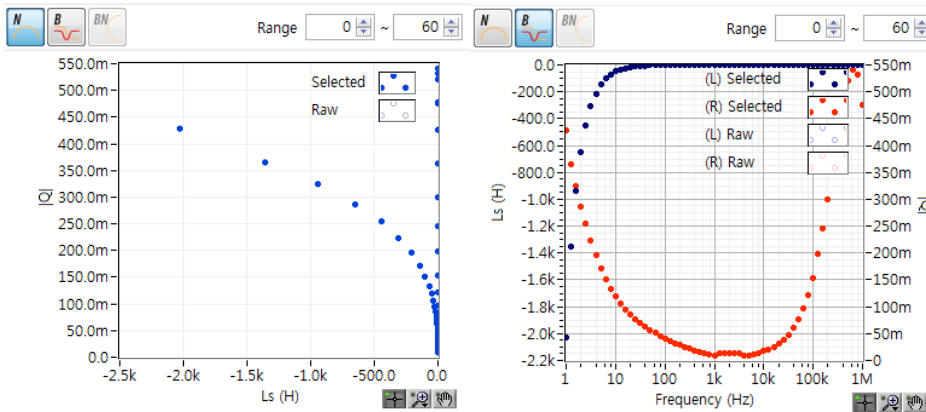 N B BN Range 0 ~ 60
550.0m
500.0m
450.0m
400.0m
350.0m
300.0m
250.0m
200.0m
150.0m
100.0m
50.0m
0.0
|Q|
Selected
Raw
-2.5k -2.0k -1.5k -1.0k -500.0 0.0
Ls (H)
N B BN Range 0 ~ 60
0.0
-200.0
-400.0
-600.0
-800.0
-1.0k
-1.2k
-1.4k
-1.6k
-1.8k
-2.0k
-2.2k
Ls (H)
(L) Selected
(R) Selected
(L) Raw
(R) Raw
550m
500m
450m
400m
350m
300m
250m
200m
150m
100m
50m
0
|Q|
1 10 100 1k 10k 100k 1M
Frequency (Hz)